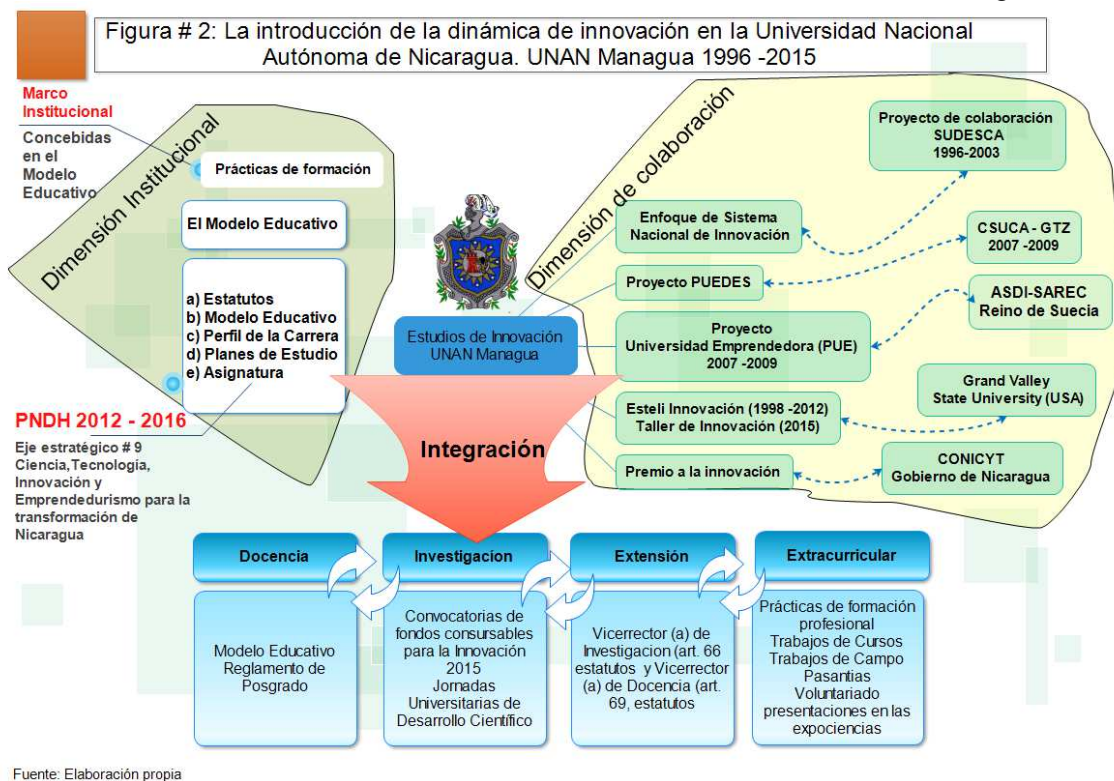 Figura # 2: La introducción de la dinámica de innovación en la Universidad Nacional
Autónoma de Nicaragua. UNAN Managua 1996 -2015
Marco
Institucional
Concebidas
en el
Modelo
Educativo
Dimensión Institucional
Prácticas de formación
El Modelo Educativo
a) Estatutos
b) Modelo Educativo
c) Perfil de la Carrera
d) Planes de Estudio
e) Asignatura
PNDH 2012 - 2016
Eje estratégico # 9
Ciencia,Tecnología,
Innovación y
Emprendedurismo para la
transformación de
Nicaragua
Estudios de Innovación
UNAN Managua
Dimensión de colaboración
Enfoque de Sistema
Nacional de Innovación
Proyecto PUEDES
Proyecto
Universidad Emprendedora (PUE)
2007 -2009
Esteli Innovación (1998 -2012)
Taller de Innovación (2015)
Premio a la innovación
Proyecto de colaboración
SUDESCA
1996-2003
CSUCA - GTZ
2007 -2009
ASDI-SAREC
Reino de Suecia
Grand Valley
State University (USA)
CONICYT
Gobierno de Nicaragua
Integración
Docencia
Modelo Educativo
Reglamento de
Posgrado
Investigacion
Convocatorias de
fondos consursables
para la Innovación
2015
Jornadas
Universitarias de
Desarrollo Científico
Extensión
Vicerrector (a) de
Investigacion (art. 66
estatutos y Vicerrector
(a) de Docencia (art.
69, estatutos
Extracurricular
Prácticas de formación
profesional
Trabajos de Cursos
Trabajos de Campo
Pasantias
Voluntariado
presentaciones en las
expociencias
Fuente: Elaboración propia